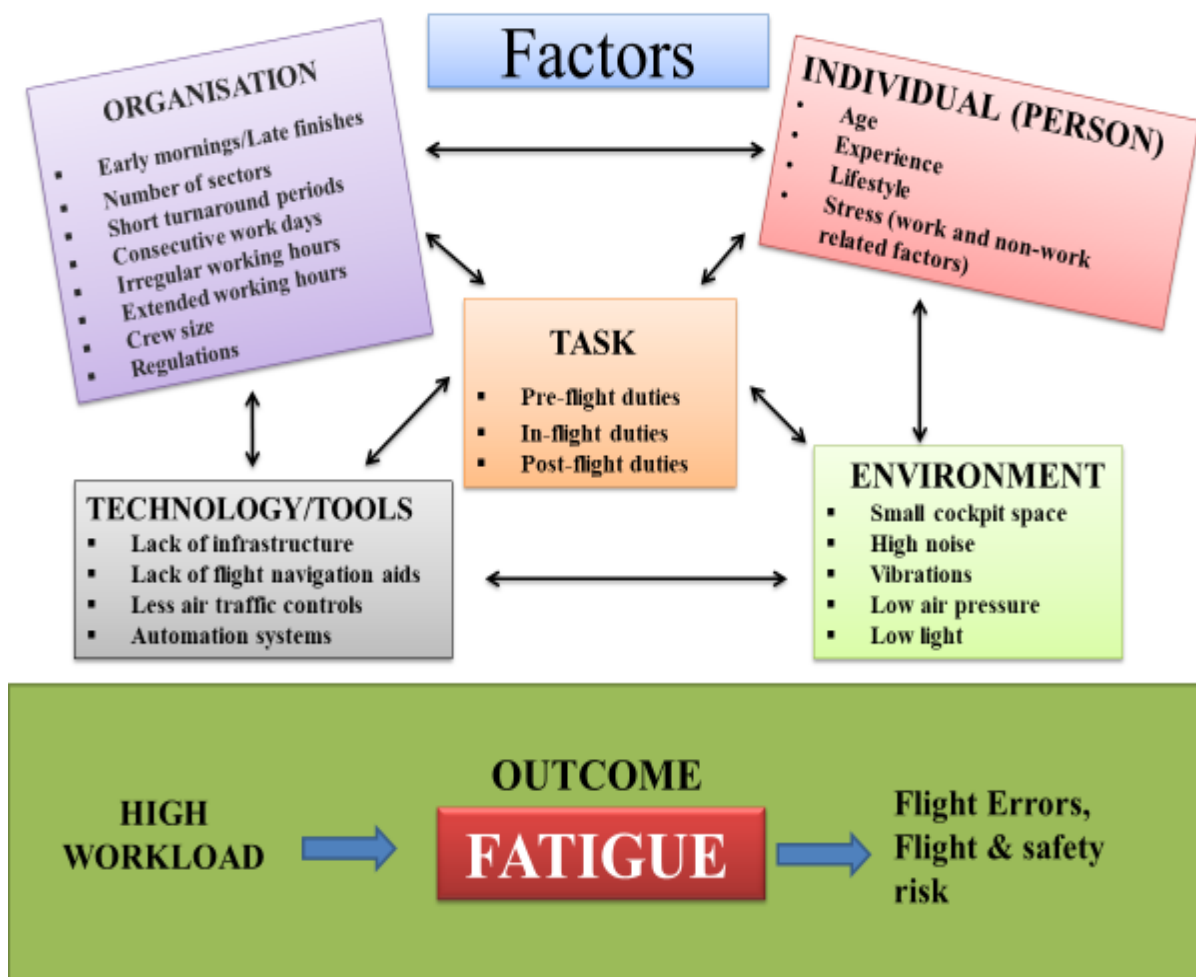 Factors
ORGANISATION
▪ Early mornings/Late finishes
▪ Number of sectors
▪ Short turnaround periods
▪ Consecutive work days
▪ Irregular working hours
▪ Extended working hours
▪ Crew size
▪ Regulations
INDIVIDUAL (PERSON)
• Age
• Experience
• Lifestyle
• Stress (work and non-work
related factors)
TASK
▪ Pre-flight duties
▪ In-flight duties
▪ Post-flight duties
TECHNOLOGY/TOOLS
▪ Lack of infrastructure
▪ Lack of flight navigation aids
▪ Less air traffic controls
▪ Automation systems
ENVIRONMENT
▪ Small cockpit space
▪ High noise
▪ Vibrations
▪ Low air pressure
▪ Low light
HIGH
WORKLOAD
OUTCOME
FATIGUE
Flight Errors,
Flight & safety
risk